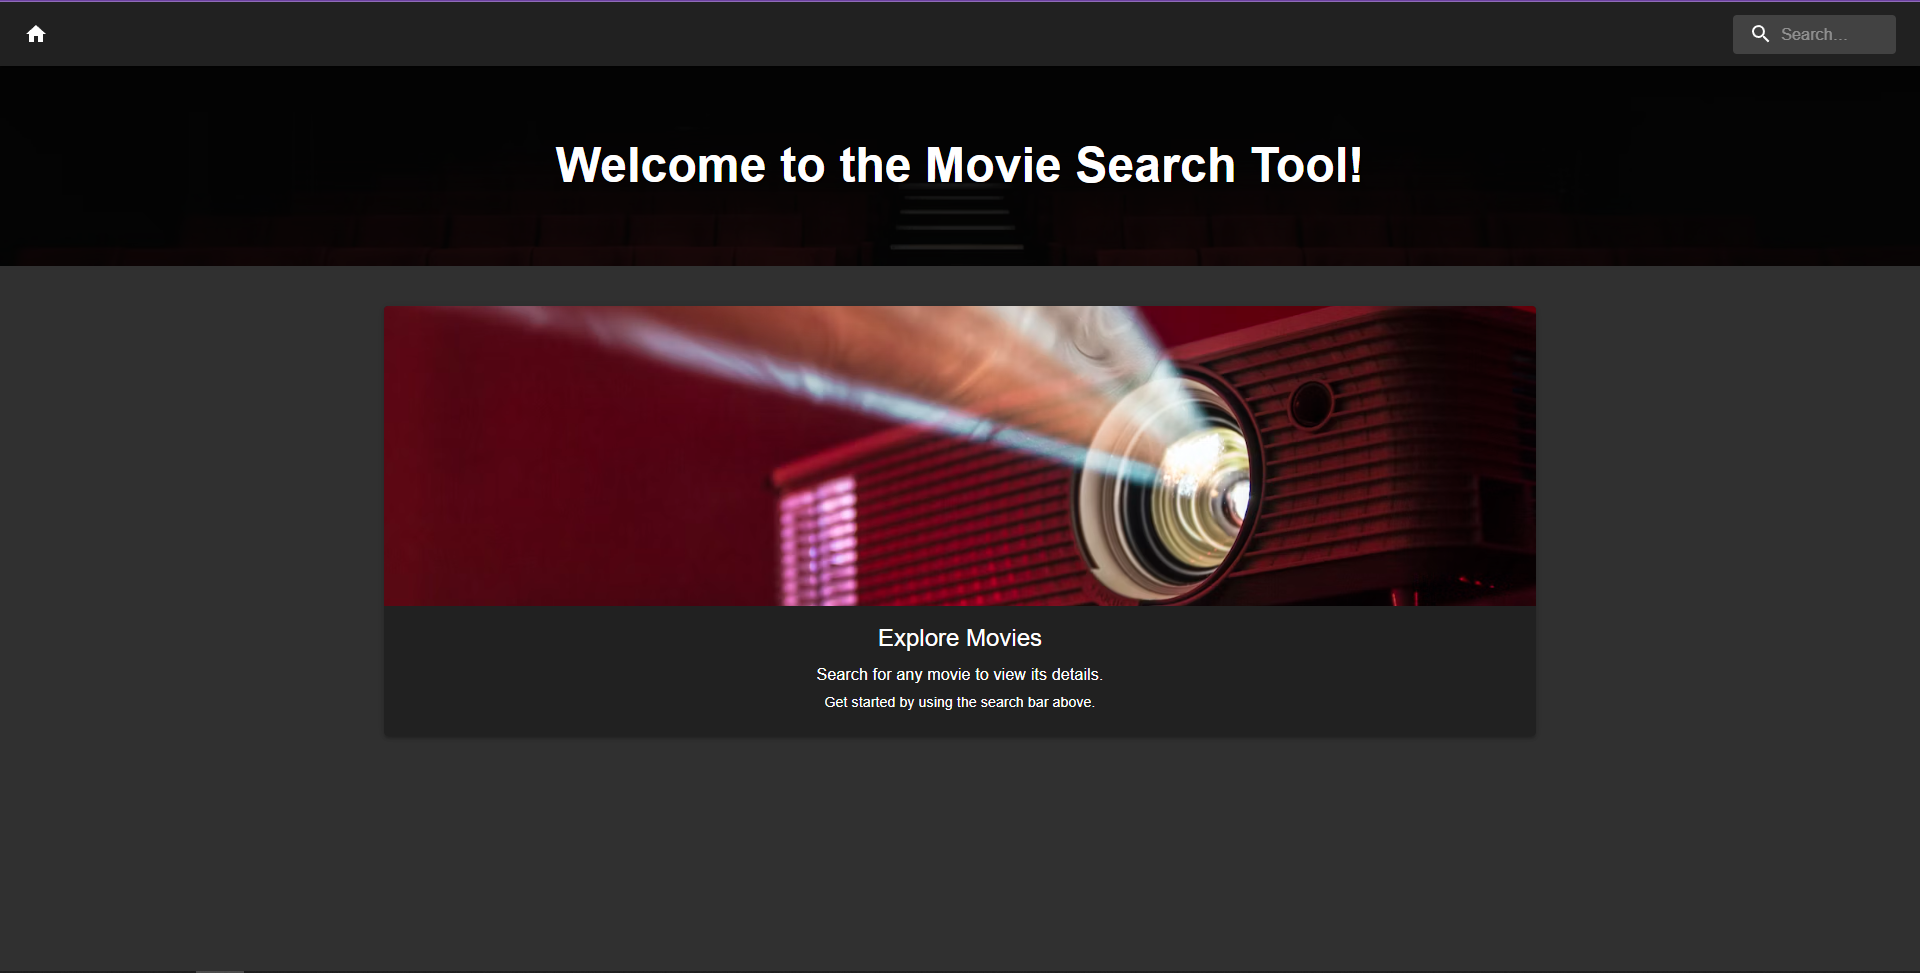 Search...
Welcome to the Movie Search Tool!
Explore Movies
Search for any movie to view its details.
Get started by using the search bar above.